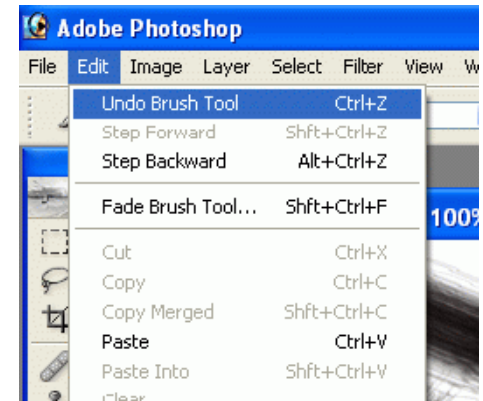 Adobe Photoshop
File Edit Image Layer Select Filter View W
Undo Brush Tool Ctrl+Z
Step Forward Shft+Ctrl+Z
Step Backward Alt+Ctrl+Z
Fade Brush Tool... Shft+Ctrl+F
100%
Cut Ctrl+X
Copy Ctrl+C
Copy Merged Shft+Ctrl+C
Paste Ctrl+V
Paste Into Shft+Ctrl+V
Clear